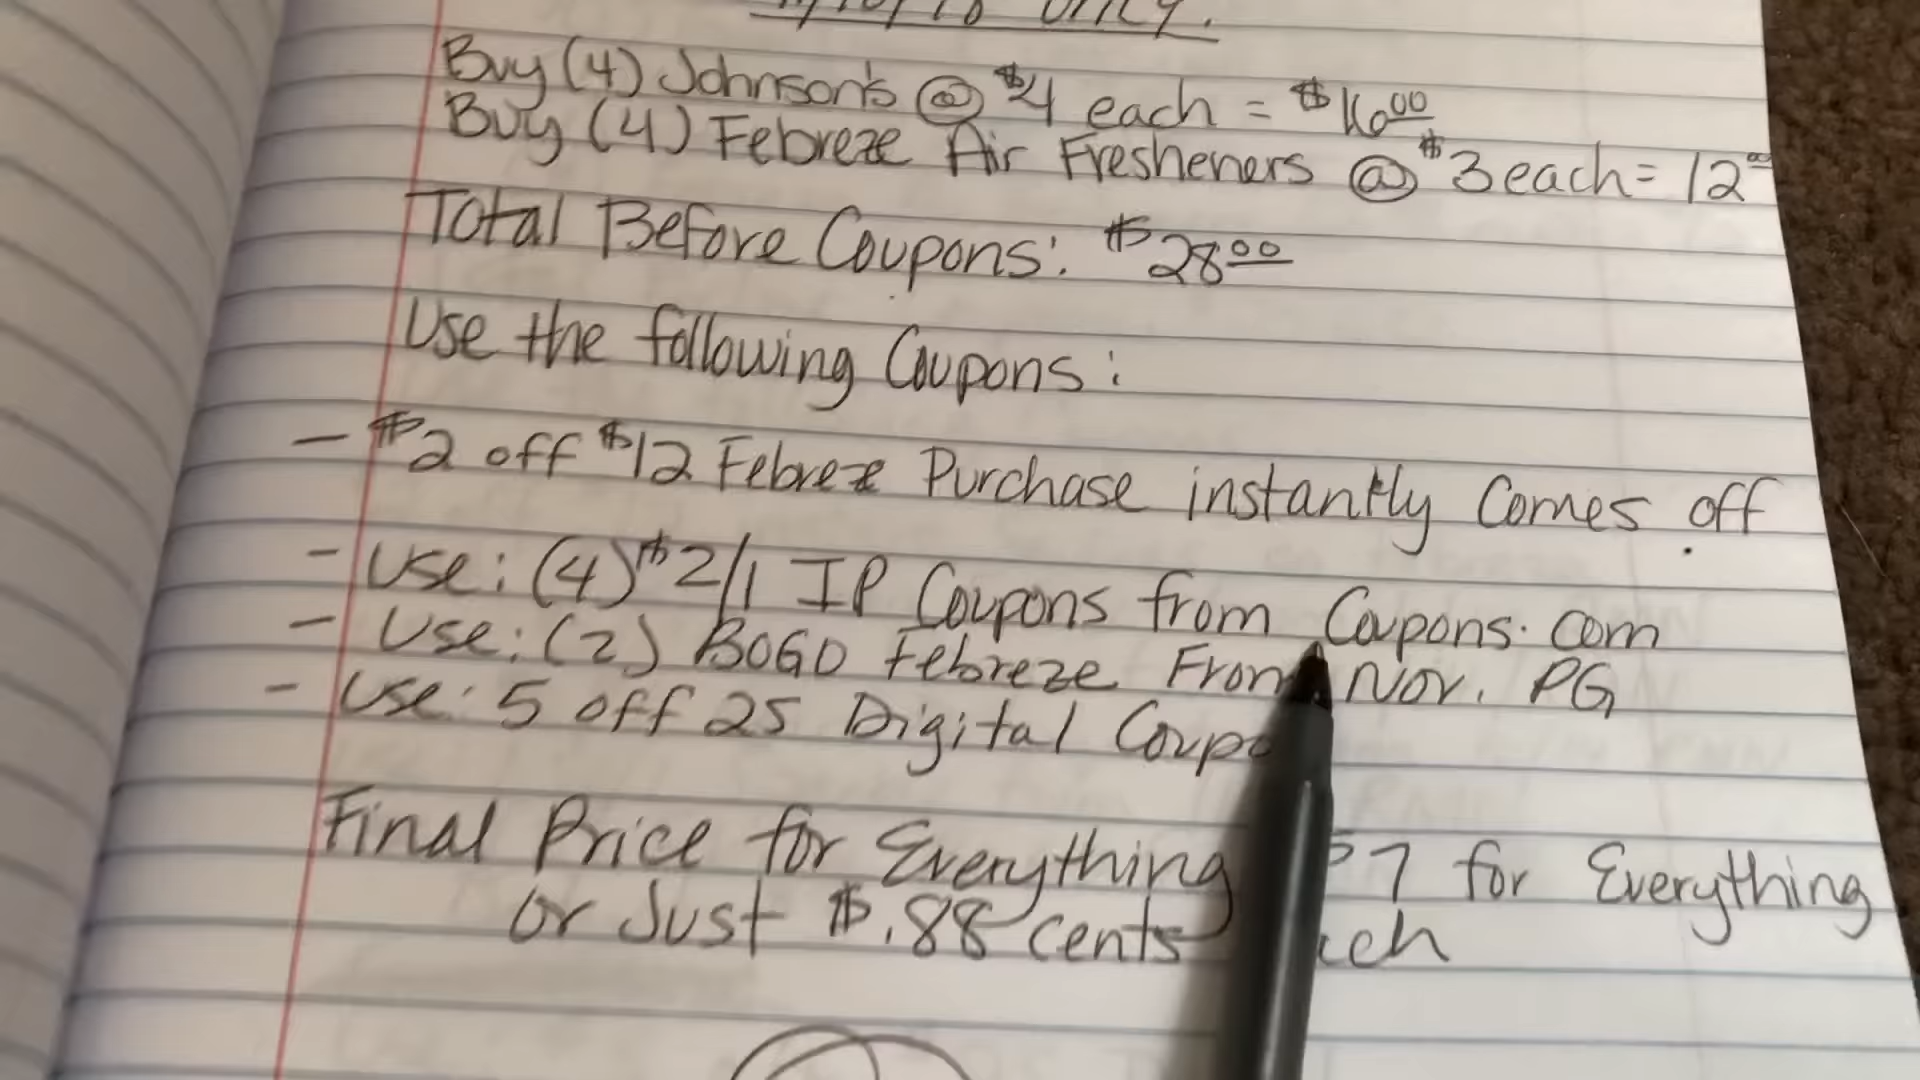 only.
Buy (4) Johnson's @ $4 each = $16.00
Buy (4) Febreze Air Fresheners @ $3 each = 12.00
Total Before Coupons: $28.00
Use the following Coupons:
- $2 off $12 Febreze Purchase instantly Comes off
- Use: (4) $2/1 IP Coupons from Coupons.com
- Use: (2) BOGO Febreze From Nov. PG
- Use: 5 off 25 Digital Coupo
Final Price for Everything $7 for Everything
or Just $.88 cents ch